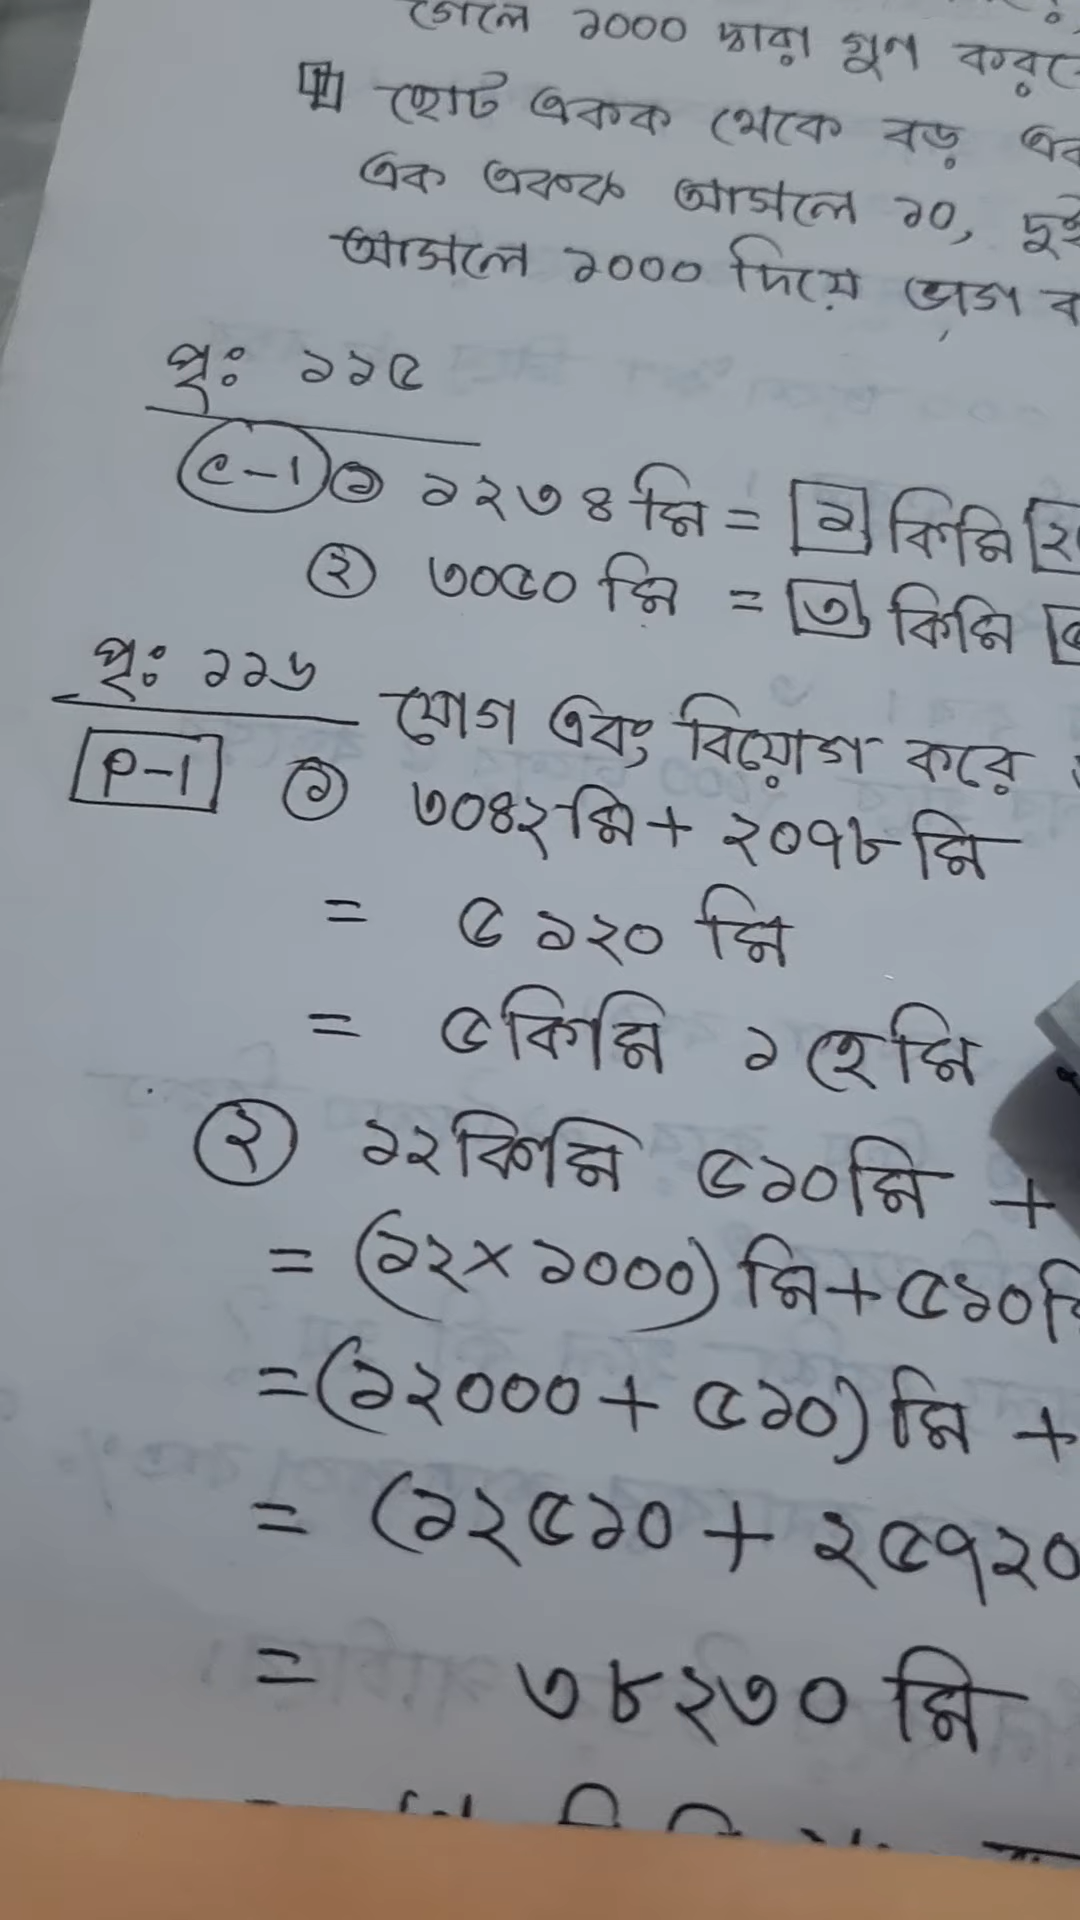 গেলে ১০০০ দ্বারা গুণ করতে
ছোট একক থেকে বড় এক
এক একক আসলে ১০, দুই
আসলে ১০০০ দিয়ে ভাগ ক
পৃঃ ১১৫
e-1 ১ ১২৩৪ মি = ১ কিমি ২
২ ৩০৫০ মি = ৩ কিমি
পৃঃ ১১৬ যোগ এবং বিয়োগ করে
P-1 ১ ৩০৪২ মি + ২০৭৮ মি
= ৫১২০ মি
= ৫ কিমি ১ হেমি
২ ১২ কিমি ৫১০ মি +
= (১২ × ১০০০) মি + ৫১০ মি
= (১২০০০ + ৫১০) মি +
= (১২৫১০ + ২৫৭২০
= ৩৮২৩০ মি